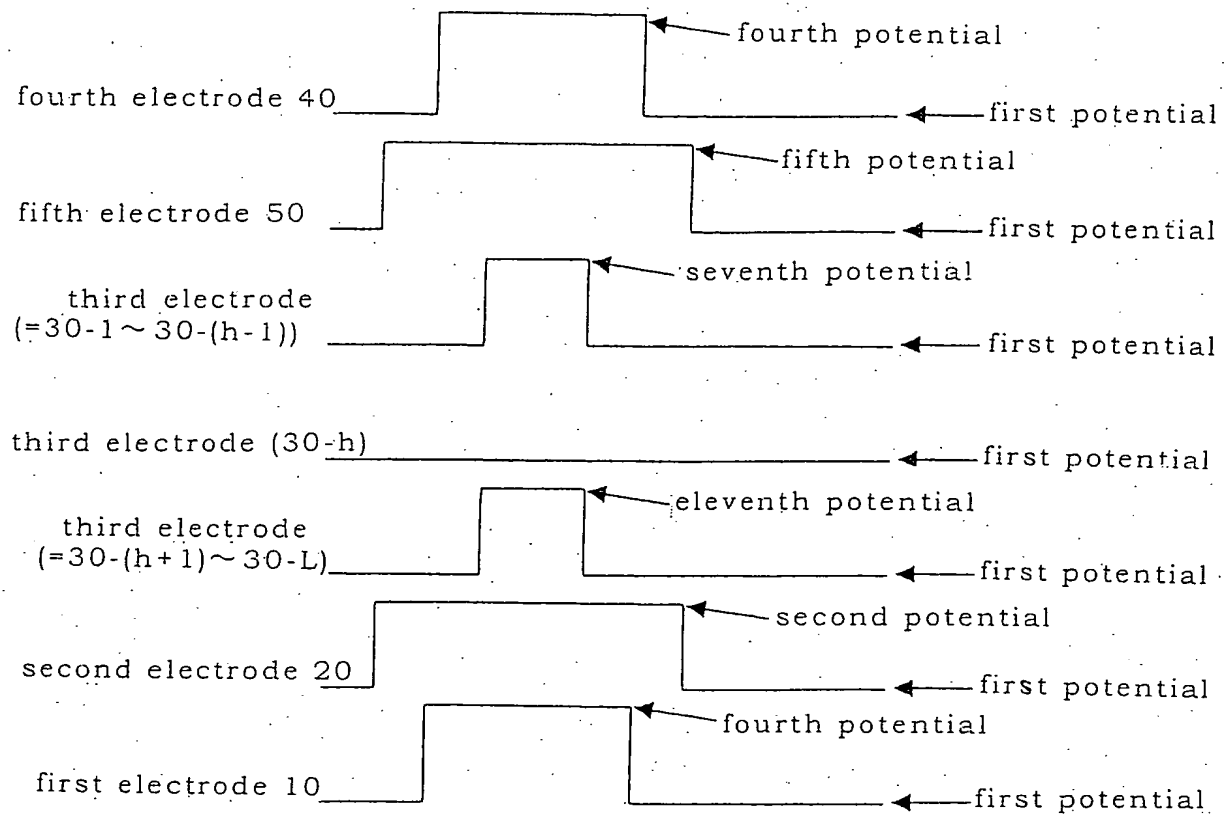 fourth potential
fourth electrode 40
first potential
fifth potential
fifth electrode 50
first potential
seventh potential
third electrode
(=30-1～30-(h-1))
first potential
third electrode (30-h)
first potential
eleventh potential
third electrode
(=30-(h+1)～30-L)
first potential
second potential
second electrode 20
first potential
fourth potential
first electrode 10
first potential